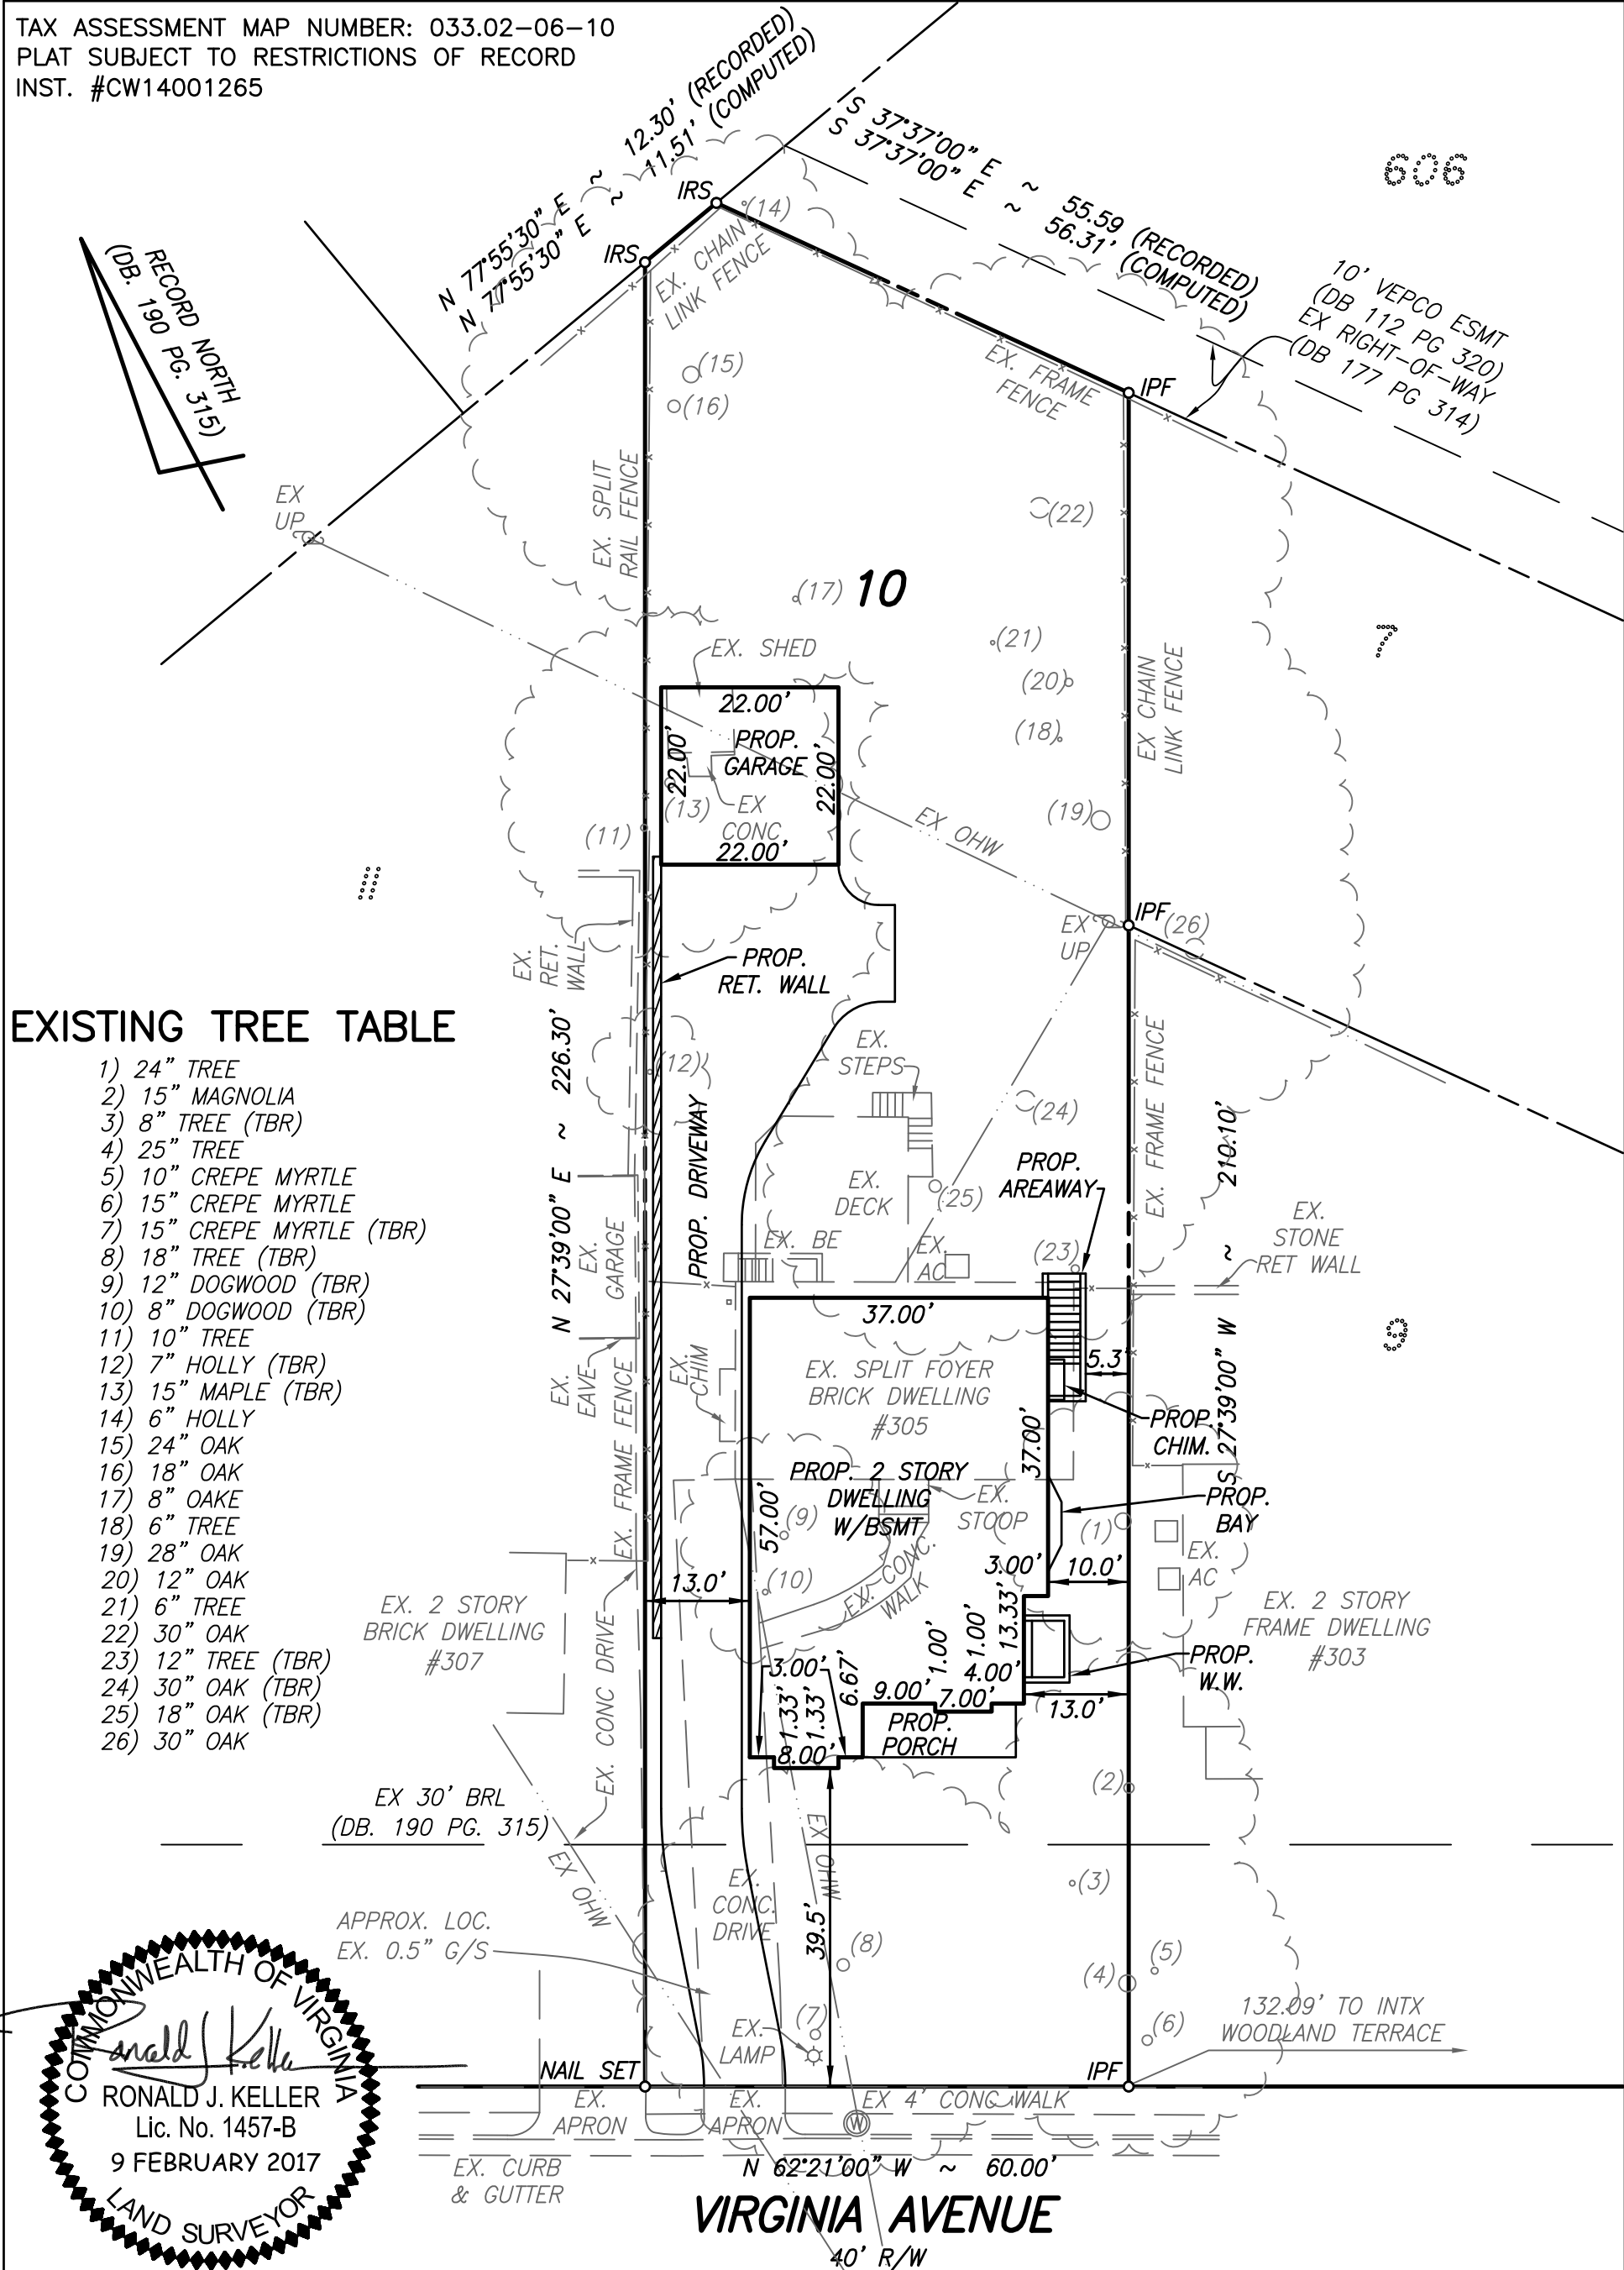 TAX ASSESSMENT MAP NUMBER: 033.02-06-10
PLAT SUBJECT TO RESTRICTIONS OF RECORD
INST. #CW14001265
N 77°55'30" E ~ 12.30' (RECORDED)
N 77°55'30" E ~ 11.51' (COMPUTED)
S 37°37'00" E ~ 55.59 (RECORDED)
S 37°37'00" E ~ 56.31' (COMPUTED)
606
RECORD NORTH
(DB. 190 PG. 315)
IRS
IRS
(14)
EX. CHAIN
LINK FENCE
10' VEPCO ESMT
(DB 112 PG 320)
EX RIGHT-OF-WAY
(DB 177 PG 314)
EX. FRAME
FENCE
IPF
(15)
(16)
EX. SPLIT
RAIL FENCE
EX
UP
(22)
(17)
10
(21)
7
EX. SHED
(20)
(18)
EX CHAIN
LINK FENCE
22.00'
22.00'
PROP.
GARAGE
22.00'
(13)
EX
CONC
22.00'
(11)
(19)
EX OHW
11
IPF
(26)
EX
UP
EX.
RET.
WALL
PROP.
RET. WALL
EXISTING TREE TABLE
1) 24" TREE
2) 15" MAGNOLIA
3) 8" TREE (TBR)
4) 25" TREE
5) 10" CREPE MYRTLE
6) 15" CREPE MYRTLE
7) 15" CREPE MYRTLE (TBR)
8) 18" TREE (TBR)
9) 12" DOGWOOD (TBR)
10) 8" DOGWOOD (TBR)
11) 10" TREE
12) 7" HOLLY (TBR)
13) 15" MAPLE (TBR)
14) 6" HOLLY
15) 24" OAK
16) 18" OAK
17) 8" OAKE
18) 6" TREE
19) 28" OAK
20) 12" OAK
21) 6" TREE
22) 30" OAK
23) 12" TREE (TBR)
24) 30" OAK (TBR)
25) 18" OAK (TBR)
26) 30" OAK
N 27°39'00" E ~ 226.30'
(12)
PROP. DRIVEWAY
EX.
STEPS
(24)
EX. FRAME FENCE
S 27°39'00" W ~ 210.10'
PROP.
AREAWAY
EX.
DECK
(25)
EX.
STONE
RET WALL
EX.
GARAGE
EX. BE
EX.
AC
(23)
37.00'
9
EX.
EAVE
EX. FRAME FENCE
EX.
CHIM
EX. SPLIT FOYER
BRICK DWELLING
#305
5.3'
37.00'
PROP.
CHIM.
PROP. 2 STORY
DWELLING
W/BSMT
57.00'
(9)
EX.
STOOP
PROP.
BAY
(1)
EX.
AC
(10)
EX. CONC.
WALK
3.00'
10.0'
13.0'
13.33'
EX. 2 STORY
BRICK DWELLING
#307
EX. 2 STORY
FRAME DWELLING
#303
EX. CONC DRIVE
3.00'
1.33'
1.33'
6.67'
1.00'
1.00'
4.00'
9.00'
7.00'
PROP.
W.W.
13.0'
8.00'
PROP.
PORCH
(2)
EX 30' BRL
(DB. 190 PG. 315)
EX OHW
EX OHW
(3)
EX.
CONC.
DRIVE
39.5'
APPROX. LOC.
EX. 0.5" G/S
(8)
(5)
(4)
(7)
EX.
LAMP
(6)
132.09' TO INTX
WOODLAND TERRACE
NAIL SET
IPF
EX.
APRON
EX.
APRON
EX 4' CONC WALK
W
EX. CURB
& GUTTER
N 62°21'00" W ~ 60.00'
VIRGINIA AVENUE
40' R/W
COMMONWEALTH OF VIRGINIA
Ronald J Keller
RONALD J. KELLER
Lic. No. 1457-B
9 FEBRUARY 2017
LAND SURVEYOR